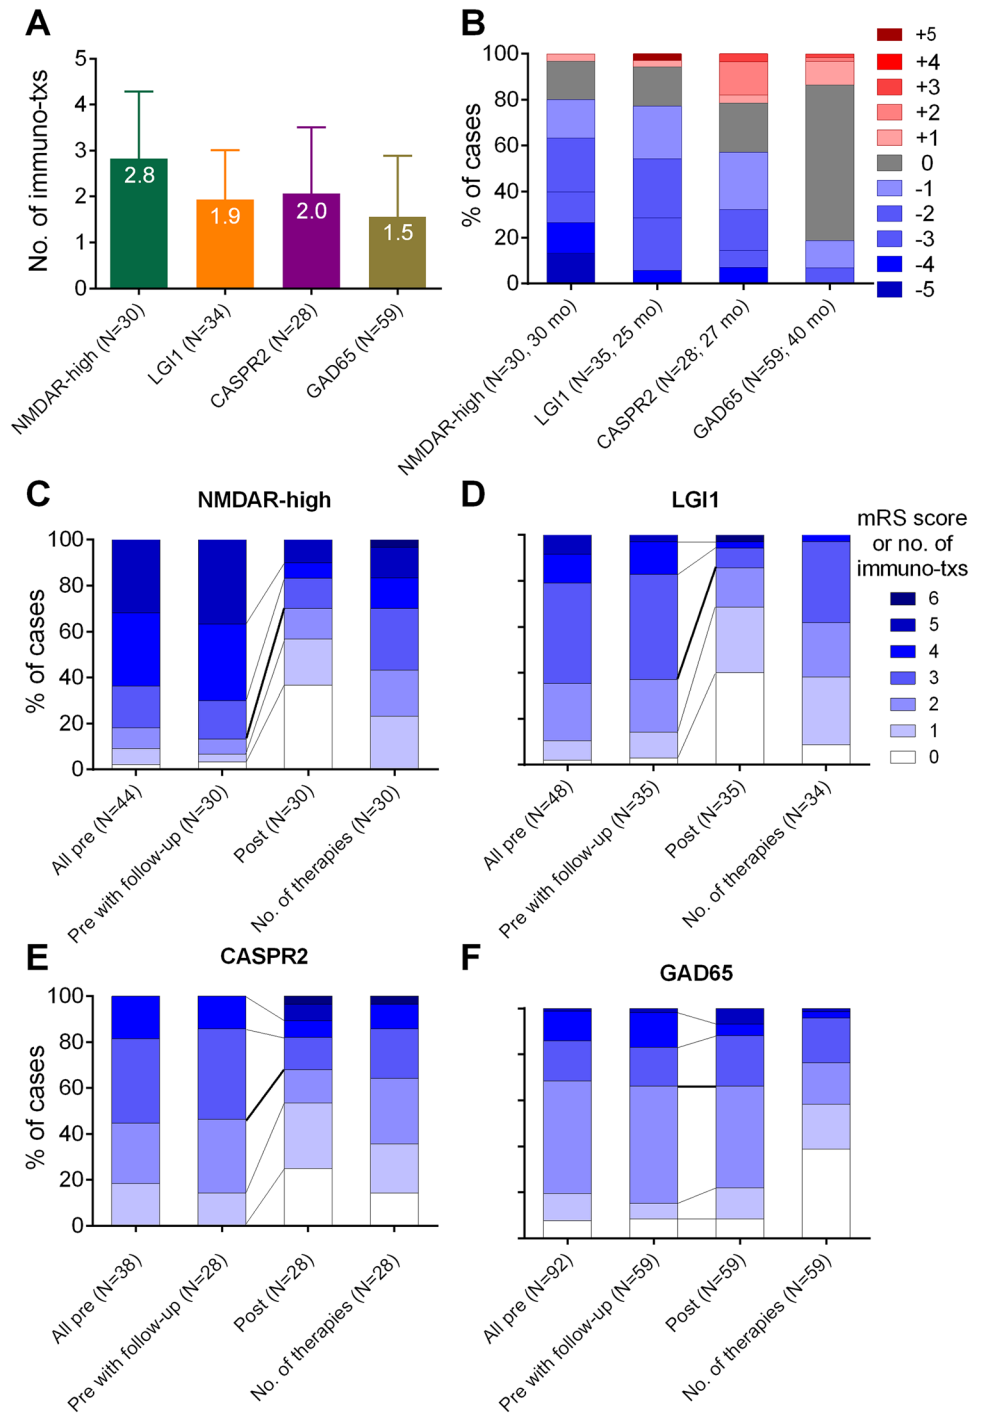 A
No. of immuno-txs
5
4
3
2
1
0
2.8
1.9
2.0
1.5
NMDAR-high (N=30)
LGI1 (N=34)
CASPR2 (N=28)
GAD65 (N=59)
B
% of cases
100
80
60
40
20
0
NMDAR-high (N=30, 30 mo)
LGI1 (N=35, 25 mo)
CASPR2 (N=28; 27 mo)
GAD65 (N=59; 40 mo)
+5
+4
+3
+2
+1
0
-1
-2
-3
-4
-5
C
NMDAR-high
% of cases
100
80
60
40
20
0
All pre (N=44)
Pre with follow-up (N=30)
Post (N=30)
No. of therapies (N=30)
D
LGI1
All pre (N=48)
Pre with follow-up (N=35)
Post (N=35)
No. of therapies (N=34)
mRS score
or no. of
immuno-txs
6
5
4
3
2
1
0
E
CASPR2
% of cases
100
80
60
40
20
0
All pre (N=38)
Pre with follow-up (N=28)
Post (N=28)
No. of therapies (N=28)
F
GAD65
All pre (N=92)
Pre with follow-up (N=59)
Post (N=59)
No. of therapies (N=59)